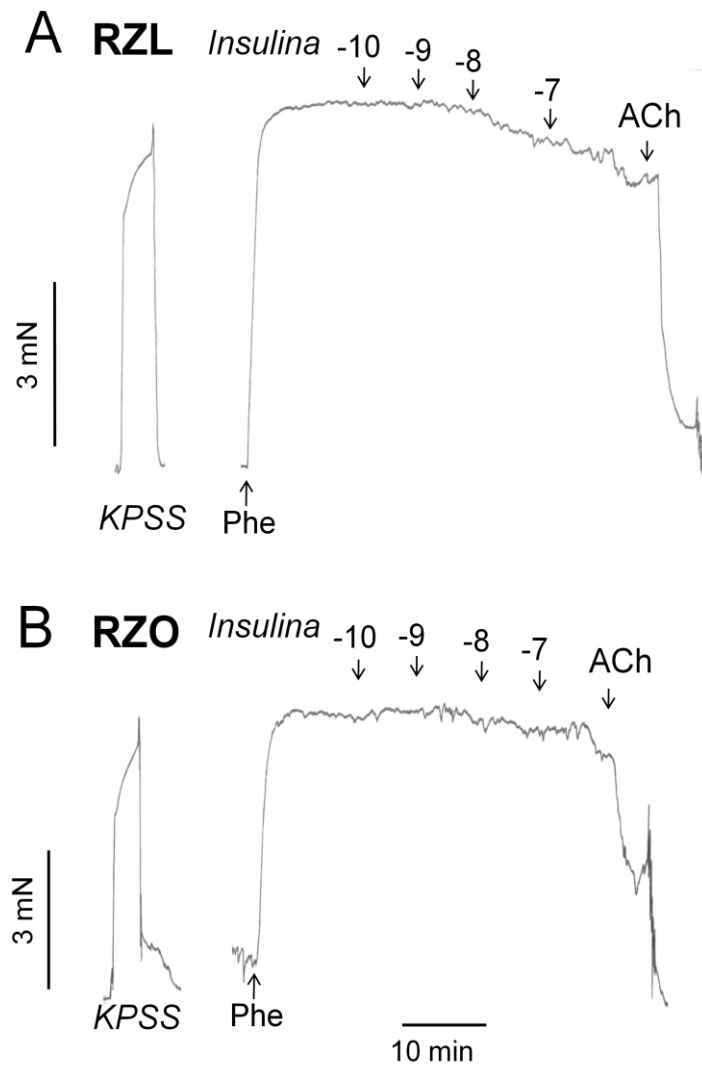 A RZL Insulina -10 -9 -8 -7 ACh
3 mN
KPSS
Phe
B RZO Insulina -10 -9 -8 -7 ACh
3 mN
KPSS
Phe
10 min